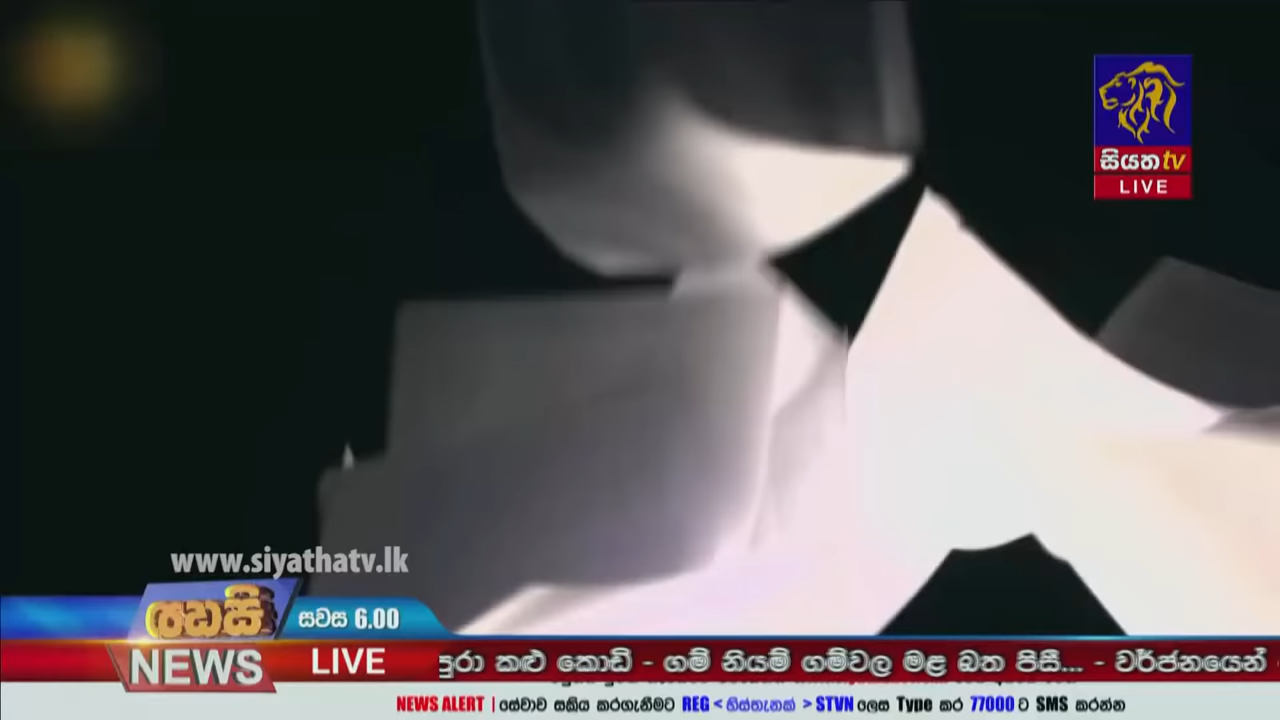 සියත tv
LIVE
www.siyathatv.lk
සවස 6.00
NEWS
LIVE
පුරා කළු කොඩි - ගම් නියම් ගම්වල මළ බත පිසී... - වර්ජනයෙන්
NEWS ALERT | සේවාව සක්‍රිය කරගැනීමට REG < හිස්තැනක් > STVN ලෙස Type කර 77000 ට SMS කරන්න